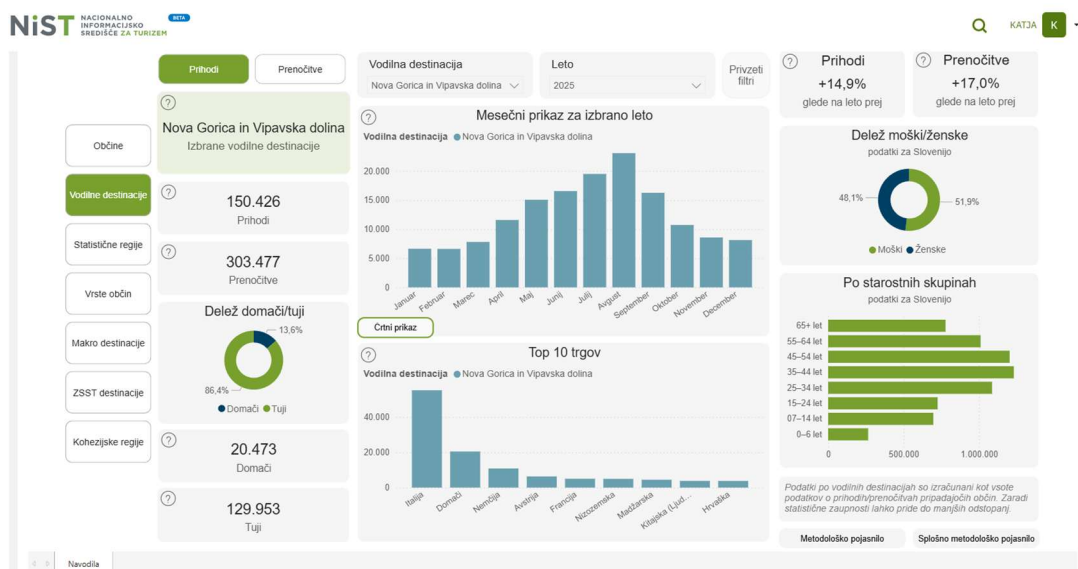 NiST NACIONALNO INFORMACIJSKO SREDIŠČE ZA TURIZEM BETA
KATJA K
Prihodi
Prenočitve
Vodilna destinacija
Nova Gorica in Vipavska dolina
Leto
2025
Privzeti
filtri
? Prihodi
+14,9%
glede na leto prej
? Prenočitve
+17,0%
glede na leto prej
Občine
Vodilne destinacije
Statistične regije
Vrste občin
Makro destinacije
ZSST destinacije
Kohezijske regije
?
Nova Gorica in Vipavska dolina
Izbrane vodilne destinacije
?
150.426
Prihodi
?
303.477
Prenočitve
Delež domači/tuji
13,6%
86,4%
Domači Tuji
?
20.473
Domači
?
129.953
Tuji
?
Mesečni prikaz za izbrano leto
Vodilna destinacija Nova Gorica in Vipavska dolina
20.000
15.000
10.000
5.000
0
Januar Februar Marec April Maj Junij Julij Avgust September Oktober November December
Črtni prikaz
?
Top 10 trgov
Vodilna destinacija Nova Gorica in Vipavska dolina
40.000
20.000
0
Italija Domači Nemčija Avstrija Francija Nizozemska Madžarska Kitajska (Ljud... Hrvaška
Delež moški/ženske
podatki za Slovenijo
48,1%
51,9%
Moški Ženske
Po starostnih skupinah
podatki za Slovenijo
65+ let
55–64 let
45–54 let
35–44 let
25–34 let
15–24 let
07–14 let
0–6 let
0 500.000 1.000.000
Podatki po vodilnih destinacijah so izračunani kot vsote
podatkov o prihodih/prenočitvah pripadajočih občin. Zaradi
statistične zaupnosti lahko pride do manjših odstopanj.
Metodološko pojasnilo
Splošno metodološko pojasnilo
Navodila